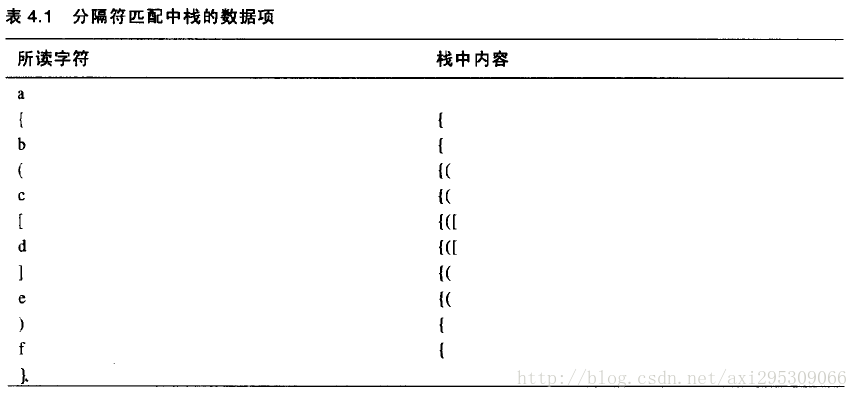 表 4.1 分隔符匹配中栈的数据项
所读字符 栈中内容
a
{ {
b {
( {(
c {(
[ {([
d {([
] {(
e {(
) {
f {
}
http://blog.csdn.net/axi295309066